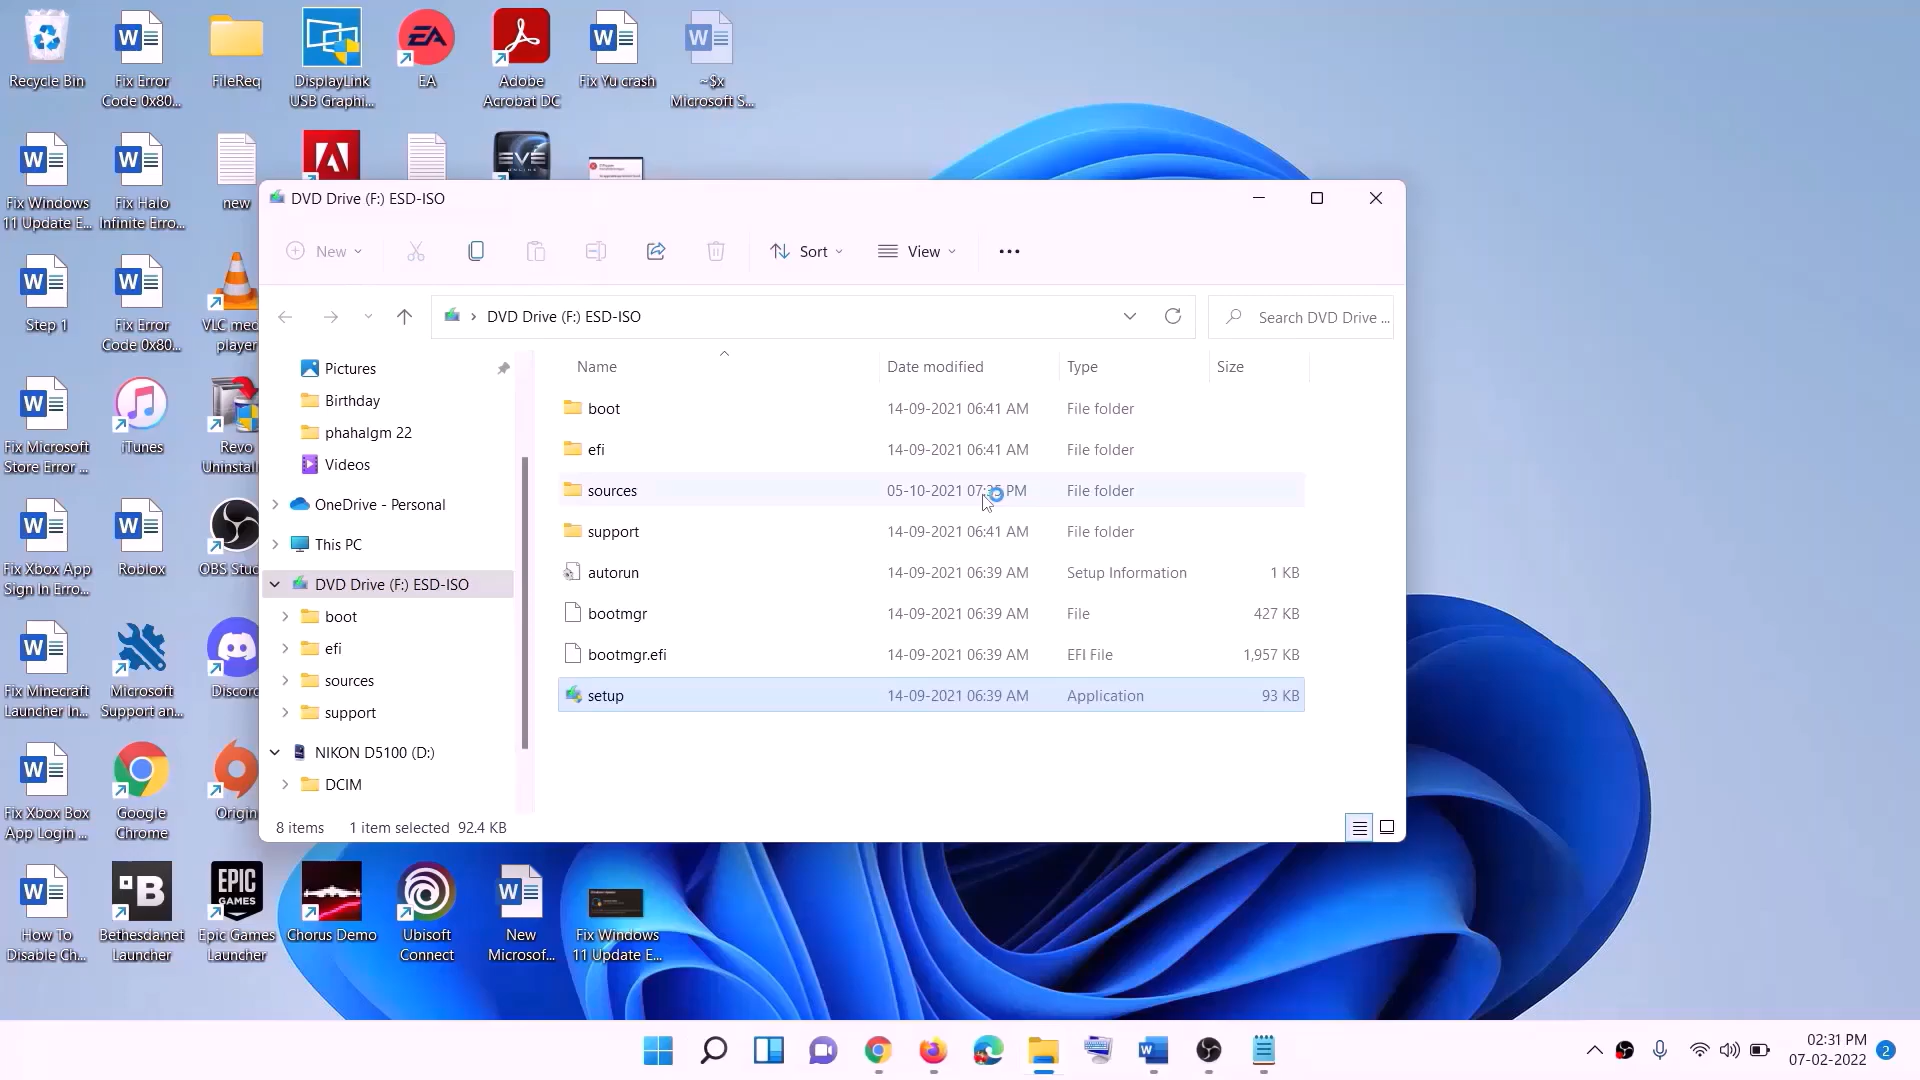 Recycle Bin
Fix Error
Code 0x80...
FileReq
DisplayLink
USB Graphi...
EA
Adobe
Acrobat DC
Fix Yu crash
~$x
Microsoft S...
Fix Windows
11 Update E...
Fix Halo
Infinite Erro...
new
EVE
ONLINE
Step 1
Fix Error
Code 0x80...
VLC med
player
Fix Microsoft
Store Error ...
iTunes
Revo
Uninstal
Fix Xbox App
Sign In Erro...
Roblox
OBS Stud
Fix Minecraft
Launcher In...
Microsoft
Support an...
Discord
Fix Xbox Box
App Login ...
Google
Chrome
Origin
How To
Disable Ch...
Bethesda.net
Launcher
EPIC
GAMES
Epic Games
Launcher
Chorus Demo
Ubisoft
Connect
New
Microsof...
Fix Windows
11 Update E...
DVD Drive (F:) ESD-ISO
New
Sort
View
DVD Drive (F:) ESD-ISO
Search DVD Drive ...
Pictures
Birthday
phahalgm 22
Videos
OneDrive - Personal
This PC
DVD Drive (F:) ESD-ISO
boot
efi
sources
support
NIKON D5100 (D:)
DCIM
Name Date modified Type Size
boot 14-09-2021 06:41 AM File folder
efi 14-09-2021 06:41 AM File folder
sources 05-10-2021 PM File folder
support 14-09-2021 06:41 AM File folder
autorun 14-09-2021 06:39 AM Setup Information 1 KB
bootmgr 14-09-2021 06:39 AM File 427 KB
bootmgr.efi 14-09-2021 06:39 AM EFI File 1,957 KB
setup 14-09-2021 06:39 AM Application 93 KB
8 items 1 item selected 92.4 KB
02:31 PM
07-02-2022
2